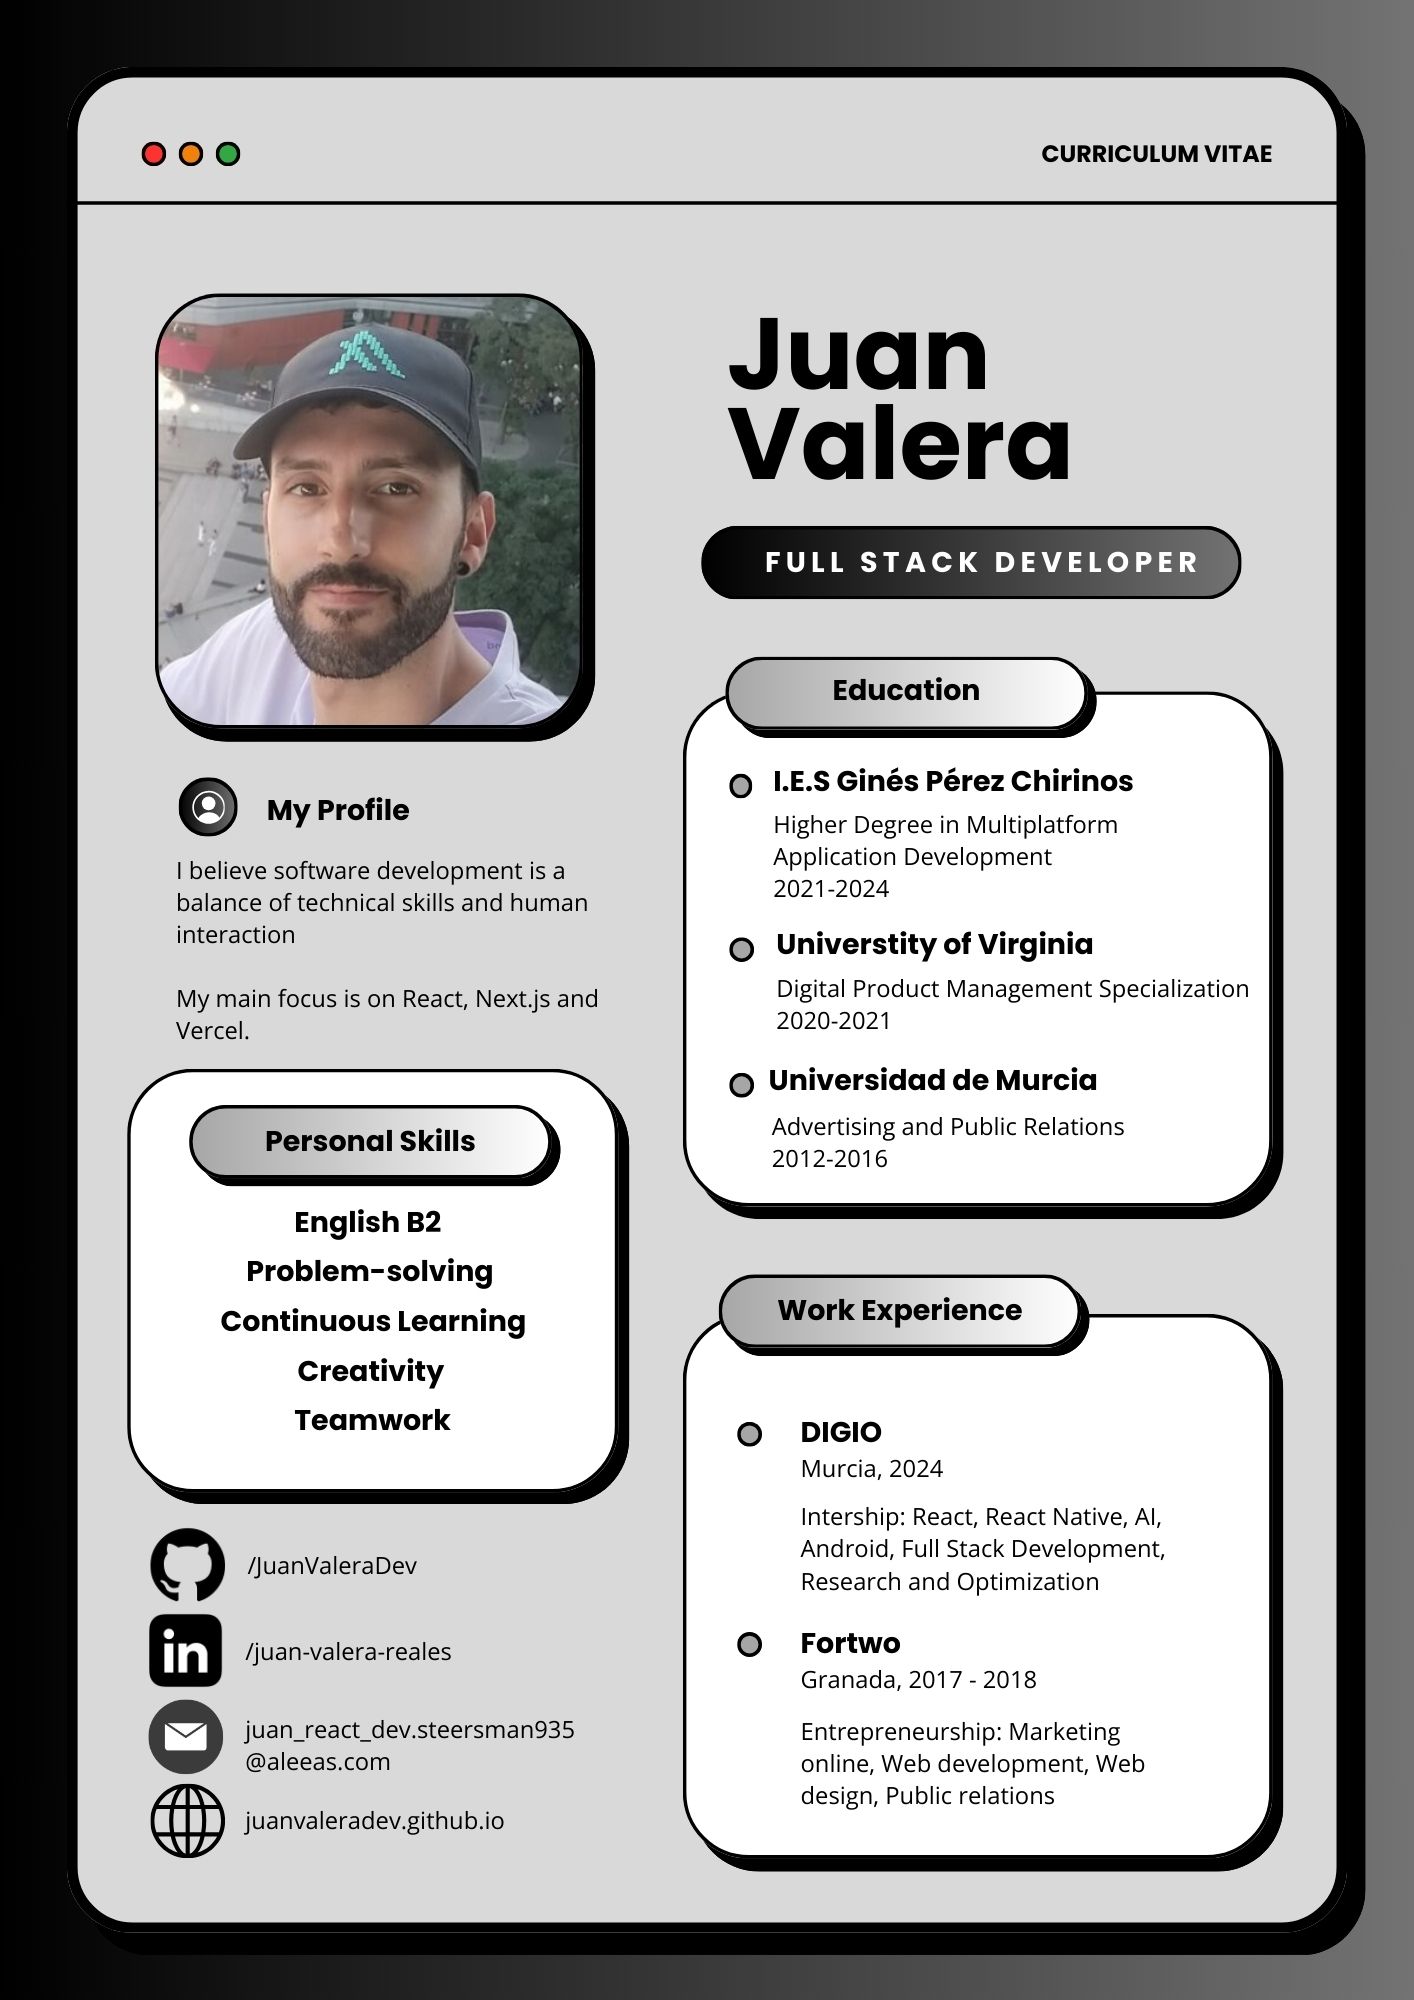 CURRICULUM VITAE
Juan
Valera
FULL STACK DEVELOPER
My Profile
I believe software development is a
balance of technical skills and human
interaction
My main focus is on React, Next.js and
Vercel.
Personal Skills
English B2
Problem-solving
Continuous Learning
Creativity
Teamwork
/JuanValeraDev
in
/juan-valera-reales
juan_react_dev.steersman935
@aleeas.com
juanvaleradev.github.io
Education
I.E.S Ginés Pérez Chirinos
Higher Degree in Multiplatform
Application Development
2021-2024
Universtity of Virginia
Digital Product Management Specialization
2020-2021
Universidad de Murcia
Advertising and Public Relations
2012-2016
Work Experience
DIGIO
Murcia, 2024
Intership: React, React Native, AI,
Android, Full Stack Development,
Research and Optimization
Fortwo
Granada, 2017 - 2018
Entrepreneurship: Marketing
online, Web development, Web
design, Public relations